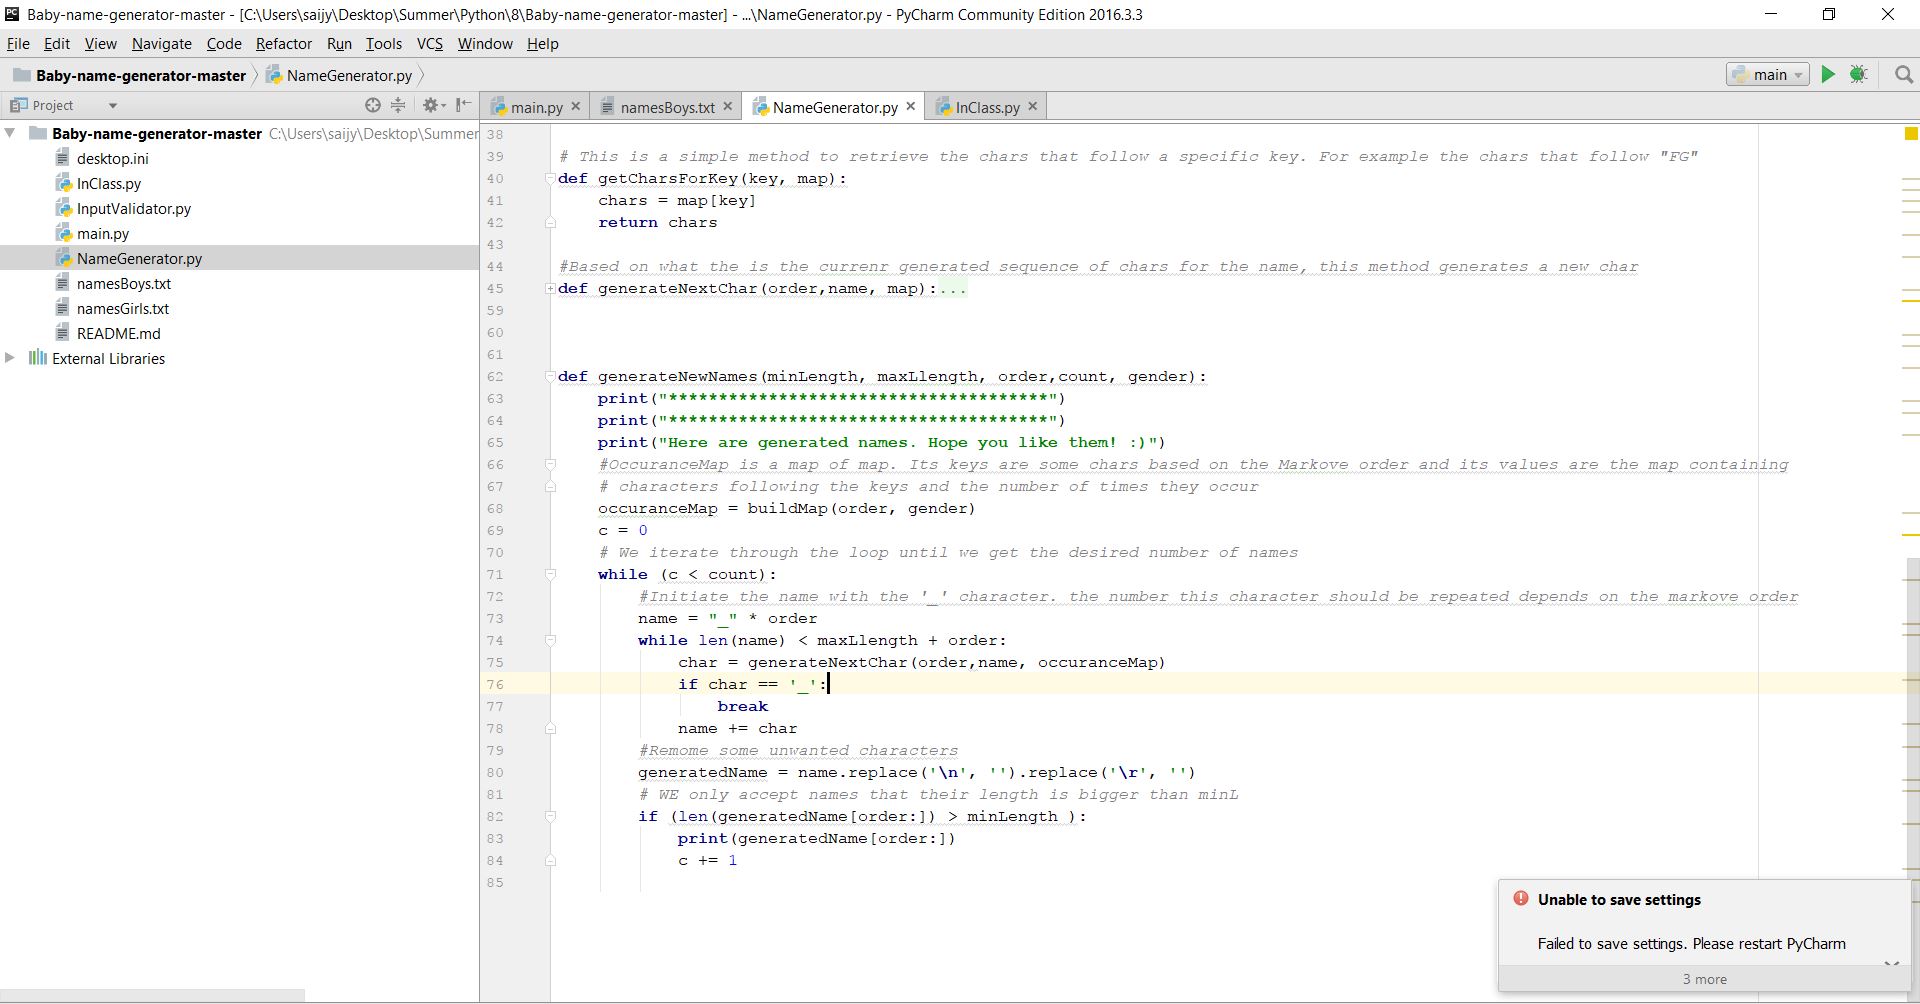 PC Baby-name-generator-master - [C:\Users\saijy\Desktop\Summer\Python\8\Baby-name-generator-master] - ...\NameGenerator.py - PyCharm Community Edition 2016.3.3
File Edit View Navigate Code Refactor Run Tools VCS Window Help
Baby-name-generator-master NameGenerator.py main
Project
main.py namesBoys.txt NameGenerator.py InClass.py
Baby-name-generator-master C:\Users\saijy\Desktop\Summer
desktop.ini
InClass.py
InputValidator.py
main.py
NameGenerator.py
namesBoys.txt
namesGirls.txt
README.md
External Libraries
38
39 # This is a simple method to retrieve the chars that follow a specific key. For example the chars that follow "FG"
40 def getCharsForKey(key, map):
41     chars = map[key]
42     return chars
43
44 #Based on what the is the currenr generated sequence of chars for the name, this method generates a new char
45 def generateNextChar(order,name, map):...
59
60
61
62 def generateNewNames(minLength, maxLlength, order,count, gender):
63     print("**************************************")
64     print("**************************************")
65     print("Here are generated names. Hope you like them! :)")
66     #OccuranceMap is a map of map. Its keys are some chars based on the Markove order and its values are the map containing
67     # characters following the keys and the number of times they occur
68     occuranceMap = buildMap(order, gender)
69     c = 0
70     # We iterate through the loop until we get the desired number of names
71     while (c < count):
72         #Initiate the name with the '_' character. the number this character should be repeated depends on the markove order
73         name = "_" * order
74         while len(name) < maxLlength + order:
75             char = generateNextChar(order,name, occuranceMap)
76             if char == '_':
77                 break
78             name += char
79         #Remome some unwanted characters
80         generatedName = name.replace('\n', '').replace('\r', '')
81         # WE only accept names that their length is bigger than minL
82         if (len(generatedName[order:]) > minLength ):
83             print(generatedName[order:])
84             c += 1
85
Unable to save settings
Failed to save settings. Please restart PyCharm
3 more